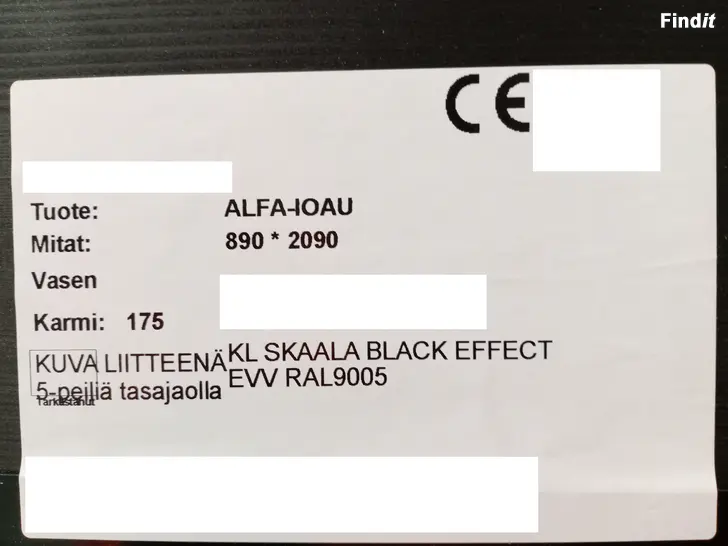 Findit
CE
Tuote: ALFA-IOAU
Mitat: 890 * 2090
Vasen
Karmi: 175
KUVA LIITTEENÄ KL SKAALA BLACK EFFECT
5-peiliä tasajaolla EVV RAL9005
Tarkastanut